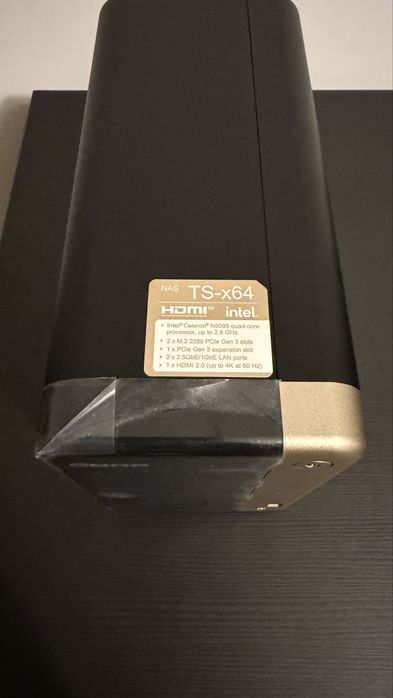 NAS TS-x64
HDMI™ intel.
Intel® Celeron® N5095 quad-core
processor, up to 2.9 GHz
2 x M.2 2280 PCIe Gen 3 slots
1 x PCIe Gen 3 expansion slot
2 x 2.5GbE/1GbE LAN ports
1 x HDMI 2.0 (up to 4K at 60 Hz)